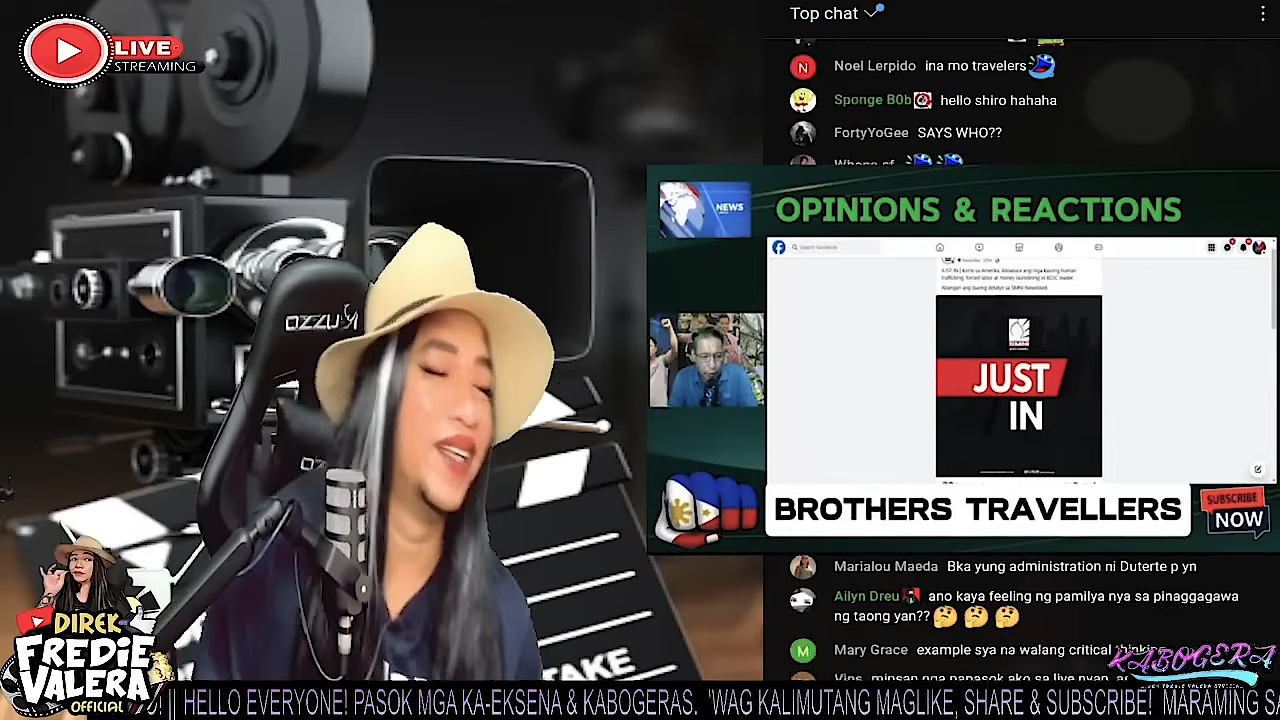 LIVE
STREAMING
Top chat
Noel Lerpido ina mo travelers
Sponge B0b hello shiro hahaha
FortyYoGee SAYS WHO??
NEWS
OPINIONS & REACTIONS
JUST
IN
BROTHERS TRAVELLERS
SUBSCRIBE
NOW
Marialou Maeda Bka yung administration ni Duterte p yn
Ailyn Dreu ano kaya feeling ng pamilya nya sa pinaggagawa
ng taong yan??
Mary Grace example sya na walang critical
KABOGERA
DIREK
FREDIE
VALERA
OFFICIAL
TAKE
HELLO EVERYONE! PASOK MGA KA-EKSENA & KABOGERAS. 'WAG KALIMUTANG MAGLIKE, SHARE & SUBSCRIBE! MARAMING